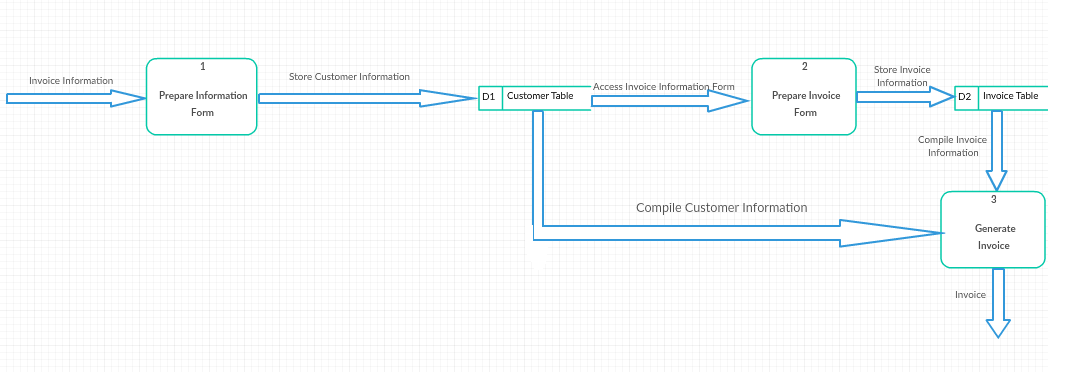 Invoice Information
1
Prepare Information
Form
Store Customer Information
D1 Customer Table
Access Invoice Information Form
2
Prepare Invoice
Form
Store Invoice
Information
D2 Invoice Table
Compile Invoice
Information
Compile Customer Information
3
Generate
Invoice
Invoice